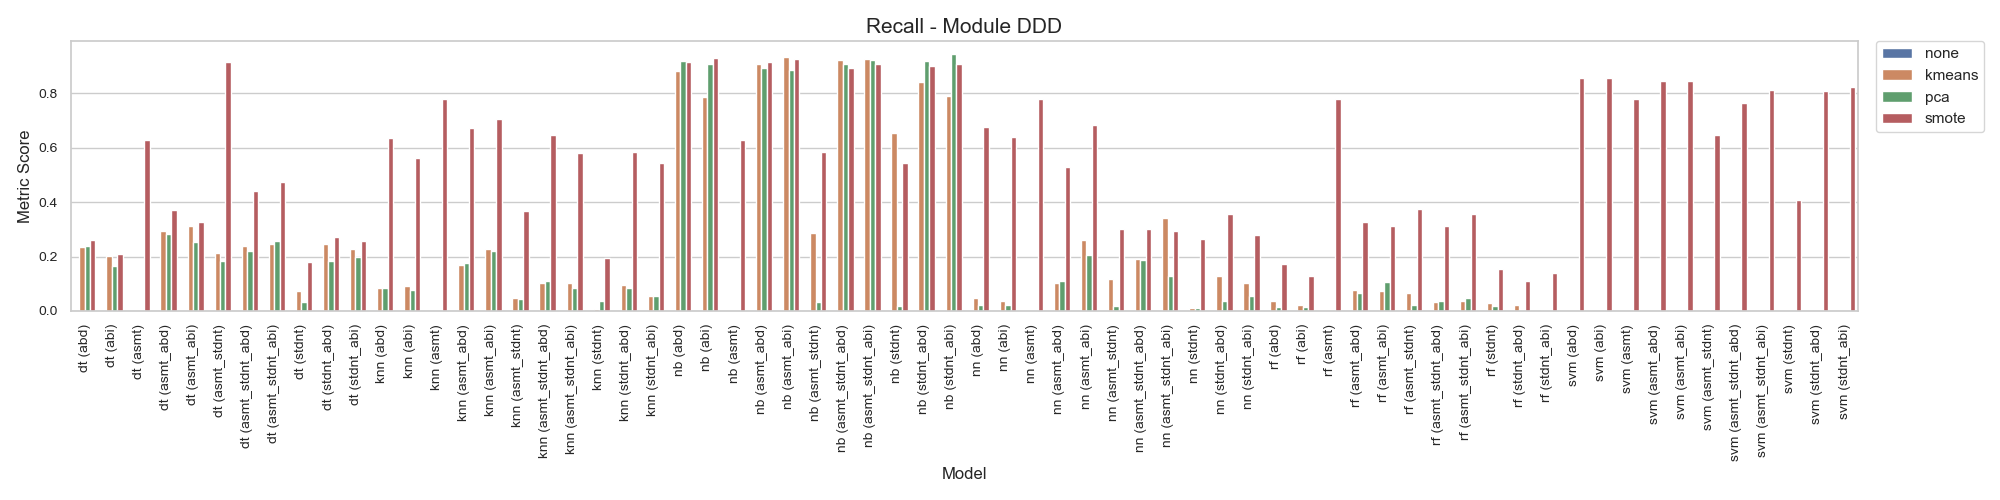 Recall - Module DDD
none
kmeans
pca
smote
Metric Score
0.8
0.6
0.4
0.2
0.0
dt (abd)
dt (abi)
dt (asmt)
dt (asmt_abd)
dt (asmt_abi)
dt (asmt_stdnt)
dt (asmt_stdnt_abd)
dt (asmt_stdnt_abi)
dt (stdnt)
dt (stdnt_abd)
dt (stdnt_abi)
knn (abd)
knn (abi)
knn (asmt)
knn (asmt_abd)
knn (asmt_abi)
knn (asmt_stdnt)
knn (asmt_stdnt_abd)
knn (asmt_stdnt_abi)
knn (stdnt)
knn (stdnt_abd)
knn (stdnt_abi)
nb (abd)
nb (abi)
nb (asmt)
nb (asmt_abd)
nb (asmt_abi)
nb (asmt_stdnt)
nb (asmt_stdnt_abd)
nb (asmt_stdnt_abi)
nb (stdnt)
nb (stdnt_abd)
nb (stdnt_abi)
nn (abd)
nn (abi)
nn (asmt)
nn (asmt_abd)
nn (asmt_abi)
nn (asmt_stdnt)
nn (asmt_stdnt_abd)
nn (asmt_stdnt_abi)
nn (stdnt)
nn (stdnt_abd)
nn (stdnt_abi)
rf (abd)
rf (abi)
rf (asmt)
rf (asmt_abd)
rf (asmt_abi)
rf (asmt_stdnt)
rf (asmt_stdnt_abd)
rf (asmt_stdnt_abi)
rf (stdnt)
rf (stdnt_abd)
rf (stdnt_abi)
svm (abd)
svm (abi)
svm (asmt)
svm (asmt_abd)
svm (asmt_abi)
svm (asmt_stdnt)
svm (asmt_stdnt_abd)
svm (asmt_stdnt_abi)
svm (stdnt)
svm (stdnt_abd)
svm (stdnt_abi)
Model